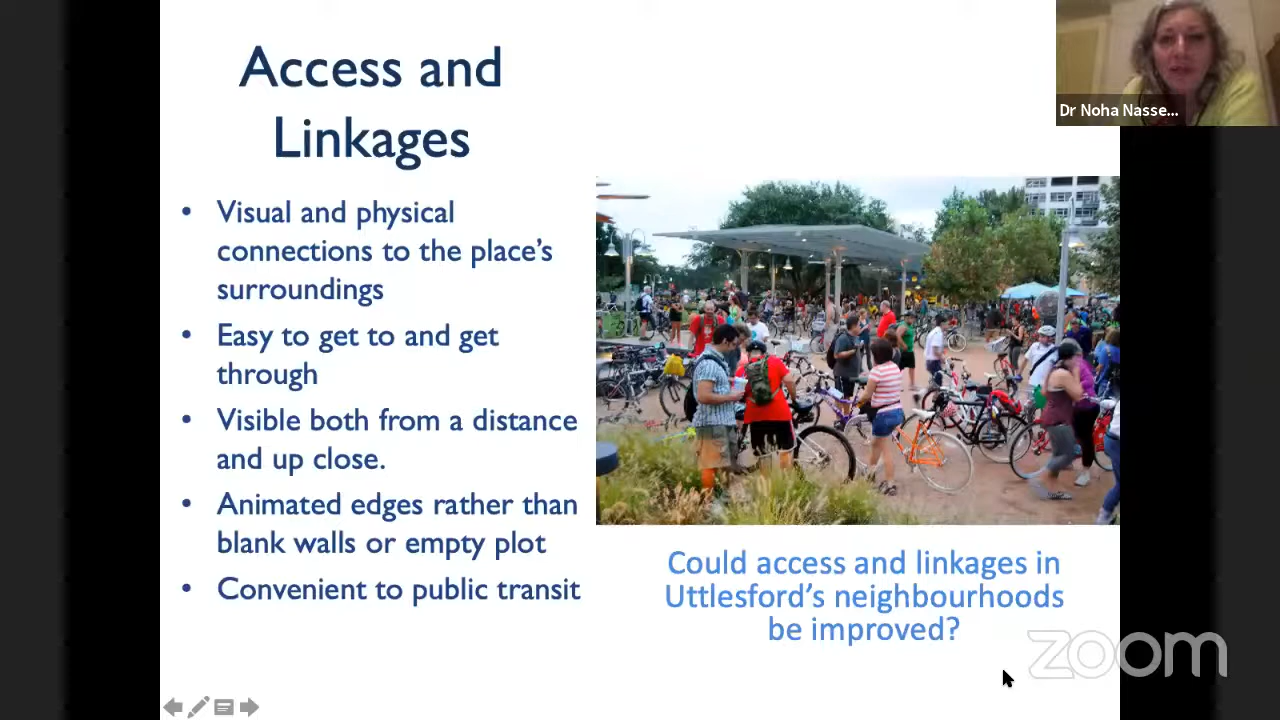 Access and
Linkages
• Visual and physical
connections to the place's
surroundings
• Easy to get to and get
through
• Visible both from a distance
and up close.
• Animated edges rather than
blank walls or empty plot
• Convenient to public transit
Dr Noha Nasse...
Could access and linkages in
Uttlesford's neighbourhoods
be improved?
zoom